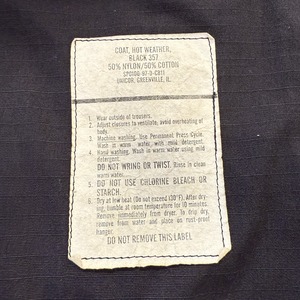 COAT, HOT WEATHER,
BLACK 357
50% NYLON/50% COTTON
SPO100-07-D-CB11
UNICOR, GREENVILLE, IL
1. Wear outside of trousers.
2. Adjust closures to ventilate; avoid overheating of
body.
3. Machine washing. Use Permanent Press Cycle.
Wash in warm water, with mild detergent.
4. Hand washing. Wash in warm water using mild
detergent.
DO NOT WRING OR TWIST. Rinse in clean
warm water.
5. DO NOT USE CHLORINE BLEACH OR
STARCH.
6. Dry at low heat (Do not exceed 130°F). After dry-
ing, tumble at room temperature for 10 minutes.
Remove immediately from dryer. To drip dry,
remove from water and place on rust-proof
hanger.
DO NOT REMOVE THIS LABEL